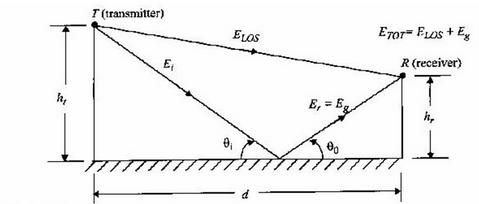 T (transmitter)
E_LOS
E_TOT = E_LOS + E_g
R (receiver)
E_i
h_t
E_r = E_g
h_r
θ_i
θ_0
d